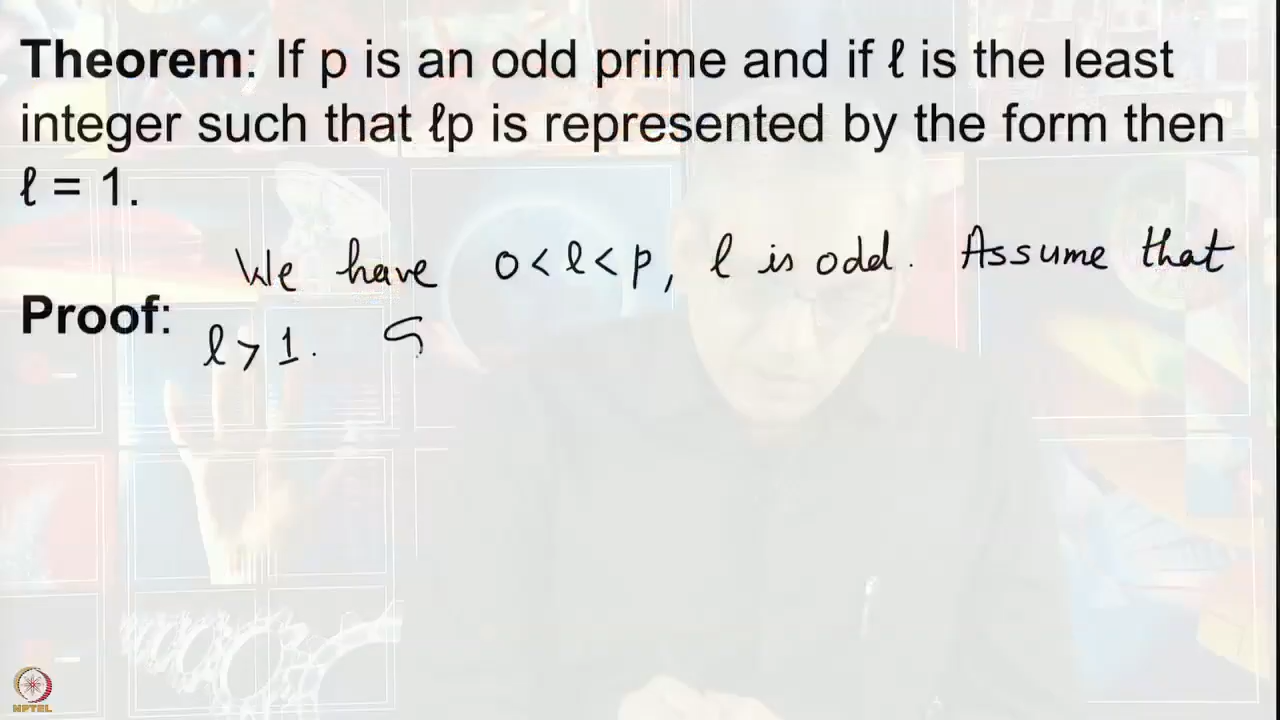 Theorem: If p is an odd prime and if ℓ is the least
integer such that ℓp is represented by the form then
ℓ = 1.
We have 0 < ℓ < p, ℓ is odd. Assume that
Proof:
ℓ > 1. S
NPTEL